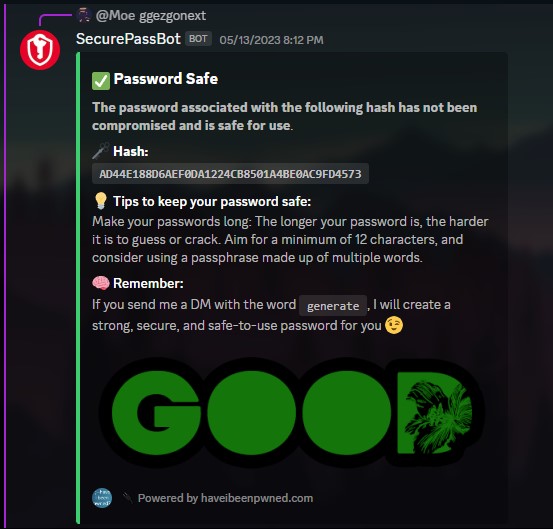 @Moe ggezgonext
SecurePassBot BOT 05/13/2023 8:12 PM
Password Safe
The password associated with the following hash has not been
compromised and is safe for use.
Hash:
AD44E188D6AEF0DA1224CB8501A4BE0AC9FD4573
Tips to keep your password safe:
Make your passwords long: The longer your password is, the harder
it is to guess or crack. Aim for a minimum of 12 characters, and
consider using a passphrase made up of multiple words.
Remember:
If you send me a DM with the word generate, I will create a
strong, secure, and safe-to-use password for you
GOOD
Powered by haveibeenpwned.com